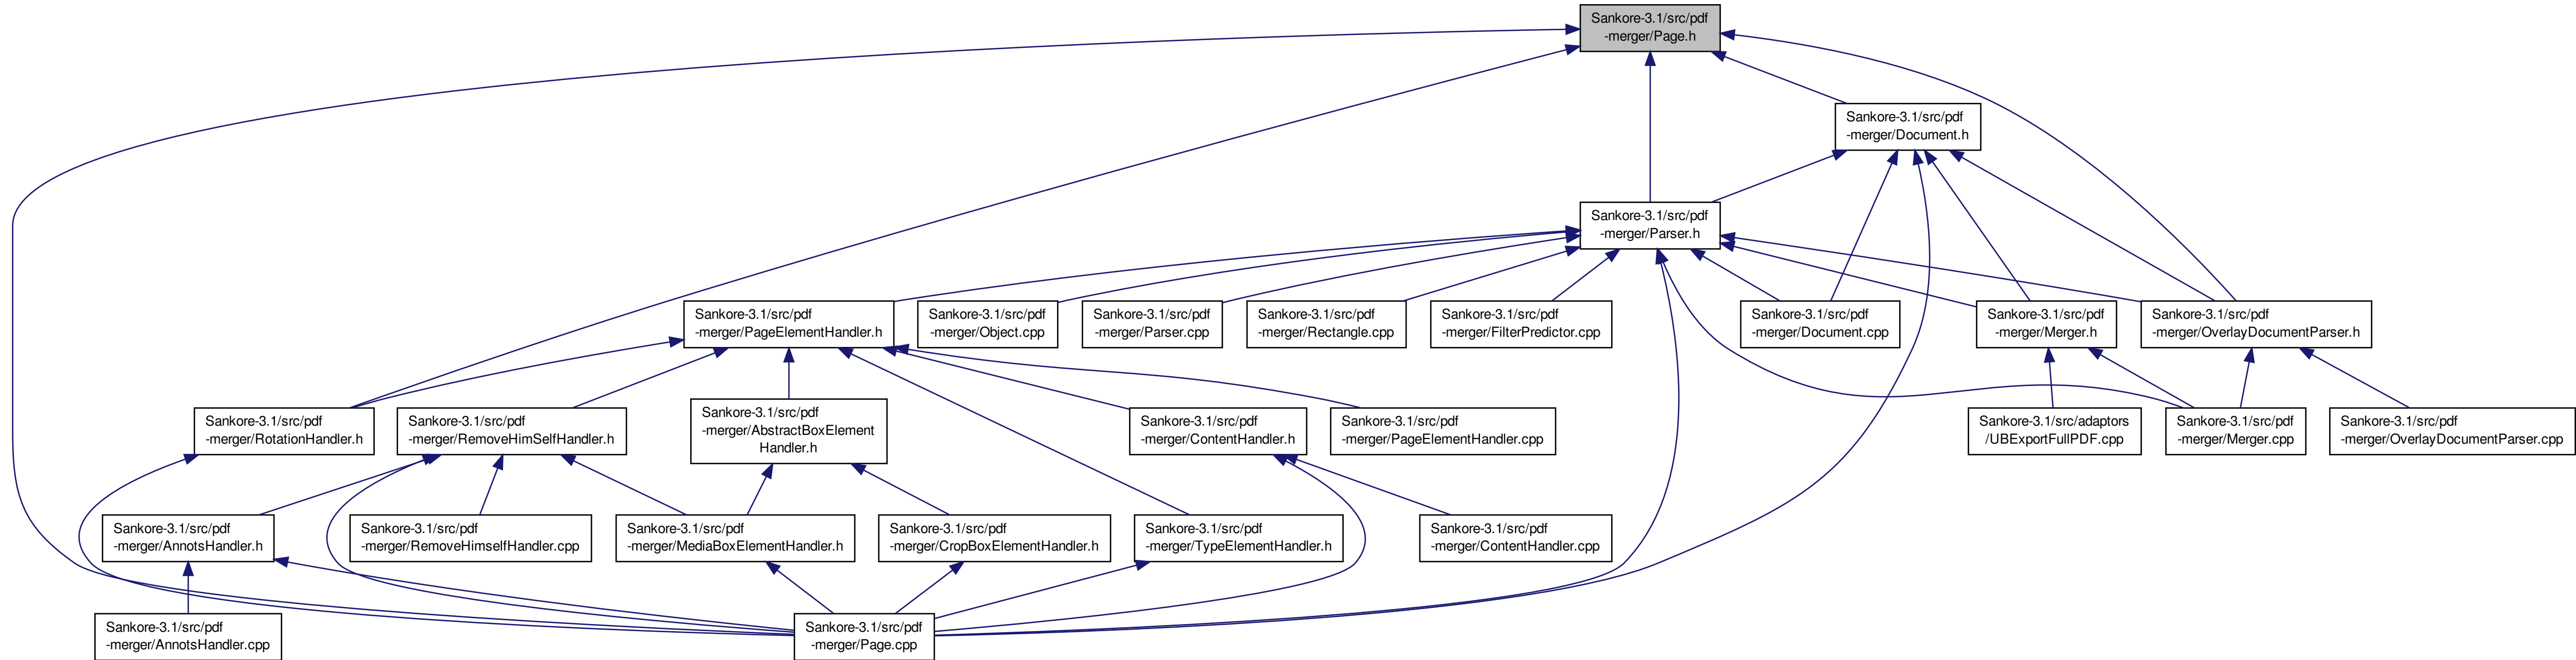 Sankore-3.1/src/pdf
-merger/Page.h
Sankore-3.1/src/pdf
-merger/Document.h
Sankore-3.1/src/pdf
-merger/Parser.h
Sankore-3.1/src/pdf
-merger/PageElementHandler.h
Sankore-3.1/src/pdf
-merger/Object.cpp
Sankore-3.1/src/pdf
-merger/Parser.cpp
Sankore-3.1/src/pdf
-merger/Rectangle.cpp
Sankore-3.1/src/pdf
-merger/FilterPredictor.cpp
Sankore-3.1/src/pdf
-merger/Document.cpp
Sankore-3.1/src/pdf
-merger/Merger.h
Sankore-3.1/src/pdf
-merger/OverlayDocumentParser.h
Sankore-3.1/src/pdf
-merger/RotationHandler.h
Sankore-3.1/src/pdf
-merger/RemoveHimSelfHandler.h
Sankore-3.1/src/pdf
-merger/AbstractBoxElement
Handler.h
Sankore-3.1/src/pdf
-merger/ContentHandler.h
Sankore-3.1/src/pdf
-merger/PageElementHandler.cpp
Sankore-3.1/src/adaptors
/UBExportFullPDF.cpp
Sankore-3.1/src/pdf
-merger/Merger.cpp
Sankore-3.1/src/pdf
-merger/OverlayDocumentParser.cpp
Sankore-3.1/src/pdf
-merger/AnnotsHandler.h
Sankore-3.1/src/pdf
-merger/RemoveHimselfHandler.cpp
Sankore-3.1/src/pdf
-merger/MediaBoxElementHandler.h
Sankore-3.1/src/pdf
-merger/CropBoxElementHandler.h
Sankore-3.1/src/pdf
-merger/TypeElementHandler.h
Sankore-3.1/src/pdf
-merger/ContentHandler.cpp
Sankore-3.1/src/pdf
-merger/AnnotsHandler.cpp
Sankore-3.1/src/pdf
-merger/Page.cpp